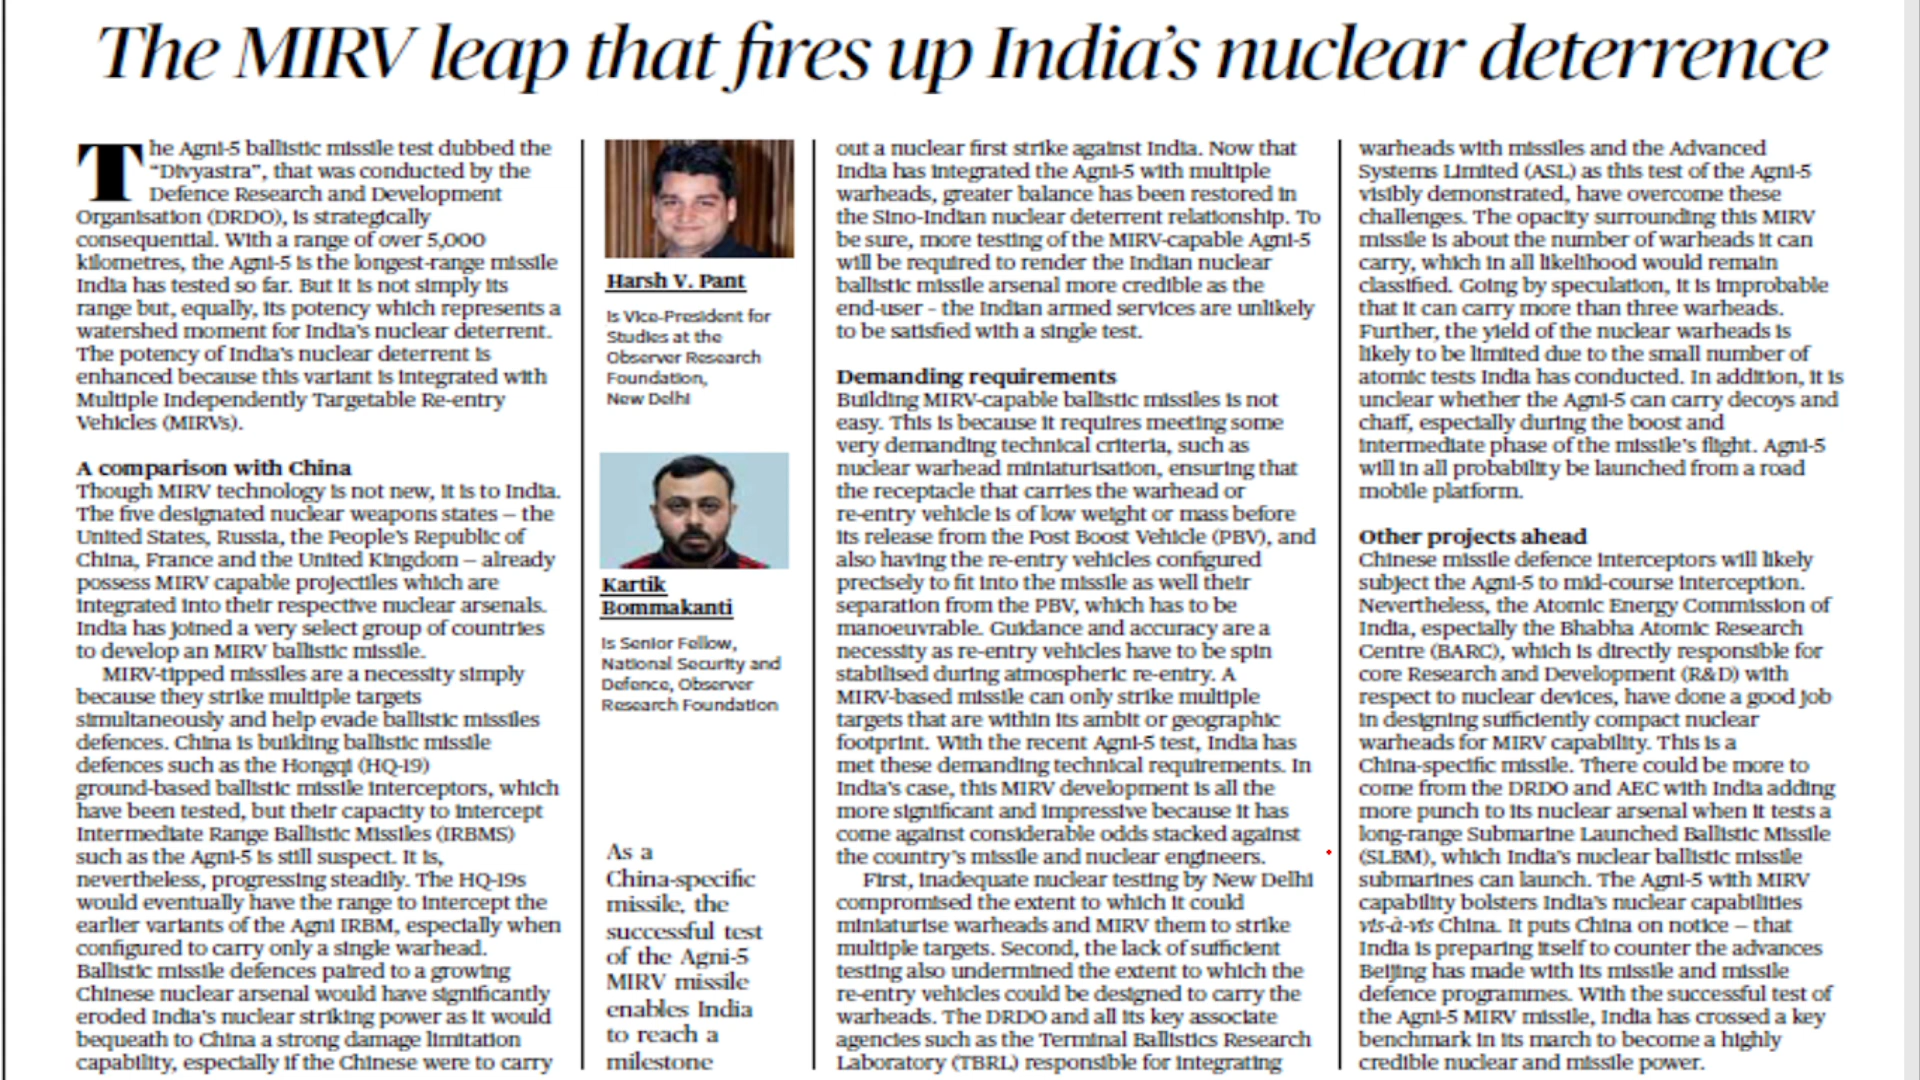 The MIRV leap that fires up India's nuclear deterrence
The Agni-5 ballistic missile test dubbed the
"Divyastra", that was conducted by the
Defence Research and Development
Organisation (DRDO), is strategically
consequential. With a range of over 5,000
kilometres, the Agni-5 is the longest-range missile
India has tested so far. But it is not simply its
range but, equally, its potency which represents a
watershed moment for India's nuclear deterrent.
The potency of India's nuclear deterrent is
enhanced because this variant is integrated with
Multiple Independently Targetable Re-entry
Vehicles (MIRVs).
A comparison with China
Though MIRV technology is not new, it is to India.
The five designated nuclear weapons states – the
United States, Russia, the People's Republic of
China, France and the United Kingdom – already
possess MIRV capable projectiles which are
integrated into their respective nuclear arsenals.
India has joined a very select group of countries
to develop an MIRV ballistic missile.
MIRV-tipped missiles are a necessity simply
because they strike multiple targets
simultaneously and help evade ballistic missiles
defences. China is building ballistic missile
defences such as the Hongqi (HQ-19)
ground-based ballistic missile interceptors, which
have been tested, but their capacity to intercept
Intermediate Range Ballistic Missiles (IRBMS)
such as the Agni-5 is still suspect. It is,
nevertheless, progressing steadily. The HQ-19s
would eventually have the range to intercept the
earlier variants of the Agni IRBM, especially when
configured to carry only a single warhead.
Ballistic missile defences paired to a growing
Chinese nuclear arsenal would have significantly
eroded India's nuclear striking power as it would
bequeath to China a strong damage limitation
capability, especially if the Chinese were to carry
Harsh V. Pant
is Vice-President for
Studies at the
Observer Research
Foundation,
New Delhi
Kartik
Bommakanti
is Senior Fellow,
National Security and
Defence, Observer
Research Foundation
As a
China-specific
missile, the
successful test
of the Agni-5
MIRV missile
enables India
to reach a
milestone
out a nuclear first strike against India. Now that
India has integrated the Agni-5 with multiple
warheads, greater balance has been restored in
the Sino-Indian nuclear deterrent relationship. To
be sure, more testing of the MIRV-capable Agni-5
will be required to render the Indian nuclear
ballistic missile arsenal more credible as the
end-user - the Indian armed services are unlikely
to be satisfied with a single test.
Demanding requirements
Building MIRV-capable ballistic missiles is not
easy. This is because it requires meeting some
very demanding technical criteria, such as
nuclear warhead miniaturisation, ensuring that
the receptacle that carries the warhead or
re-entry vehicle is of low weight or mass before
its release from the Post Boost Vehicle (PBV), and
also having the re-entry vehicles configured
precisely to fit into the missile as well their
separation from the PBV, which has to be
manoeuvrable. Guidance and accuracy are a
necessity as re-entry vehicles have to be spin
stabilised during atmospheric re-entry. A
MIRV-based missile can only strike multiple
targets that are within its ambit or geographic
footprint. With the recent Agni-5 test, India has
met these demanding technical requirements. In
India's case, this MIRV development is all the
more significant and impressive because it has
come against considerable odds stacked against
the country's missile and nuclear engineers.
First, inadequate nuclear testing by New Delhi
compromised the extent to which it could
miniaturise warheads and MIRV them to strike
multiple targets. Second, the lack of sufficient
testing also undermined the extent to which the
re-entry vehicles could be designed to carry the
warheads. The DRDO and all its key associate
agencies such as the Terminal Ballistics Research
Laboratory (TBRL) responsible for integrating
warheads with missiles and the Advanced
Systems Limited (ASL) as this test of the Agni-5
visibly demonstrated, have overcome these
challenges. The opacity surrounding this MIRV
missile is about the number of warheads it can
carry, which in all likelihood would remain
classified. Going by speculation, it is improbable
that it can carry more than three warheads.
Further, the yield of the nuclear warheads is
likely to be limited due to the small number of
atomic tests India has conducted. In addition, it is
unclear whether the Agni-5 can carry decoys and
chaff, especially during the boost and
intermediate phase of the missile's flight. Agni-5
will in all probability be launched from a road
mobile platform.
Other projects ahead
Chinese missile defence interceptors will likely
subject the Agni-5 to mid-course interception.
Nevertheless, the Atomic Energy Commission of
India, especially the Bhabha Atomic Research
Centre (BARC), which is directly responsible for
core Research and Development (R&D) with
respect to nuclear devices, have done a good job
in designing sufficiently compact nuclear
warheads for MIRV capability. This is a
China-specific missile. There could be more to
come from the DRDO and AEC with India adding
more punch to its nuclear arsenal when it tests a
long-range Submarine Launched Ballistic Missile
(SLBM), which India's nuclear ballistic missile
submarines can launch. The Agni-5 with MIRV
capability bolsters India's nuclear capabilities
vis-à-vis China. It puts China on notice – that
India is preparing itself to counter the advances
Beijing has made with its missile and missile
defence programmes. With the successful test of
the Agni-5 MIRV missile, India has crossed a key
benchmark in its march to become a highly
credible nuclear and missile power.